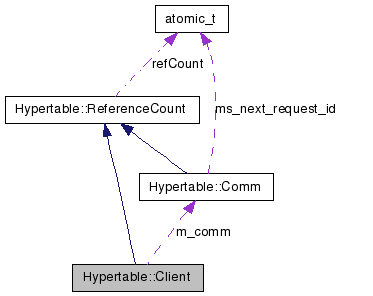 atomic_t
refCount
Hypertable::ReferenceCount
ms_next_request_id
Hypertable::Comm
m_comm
Hypertable::Client